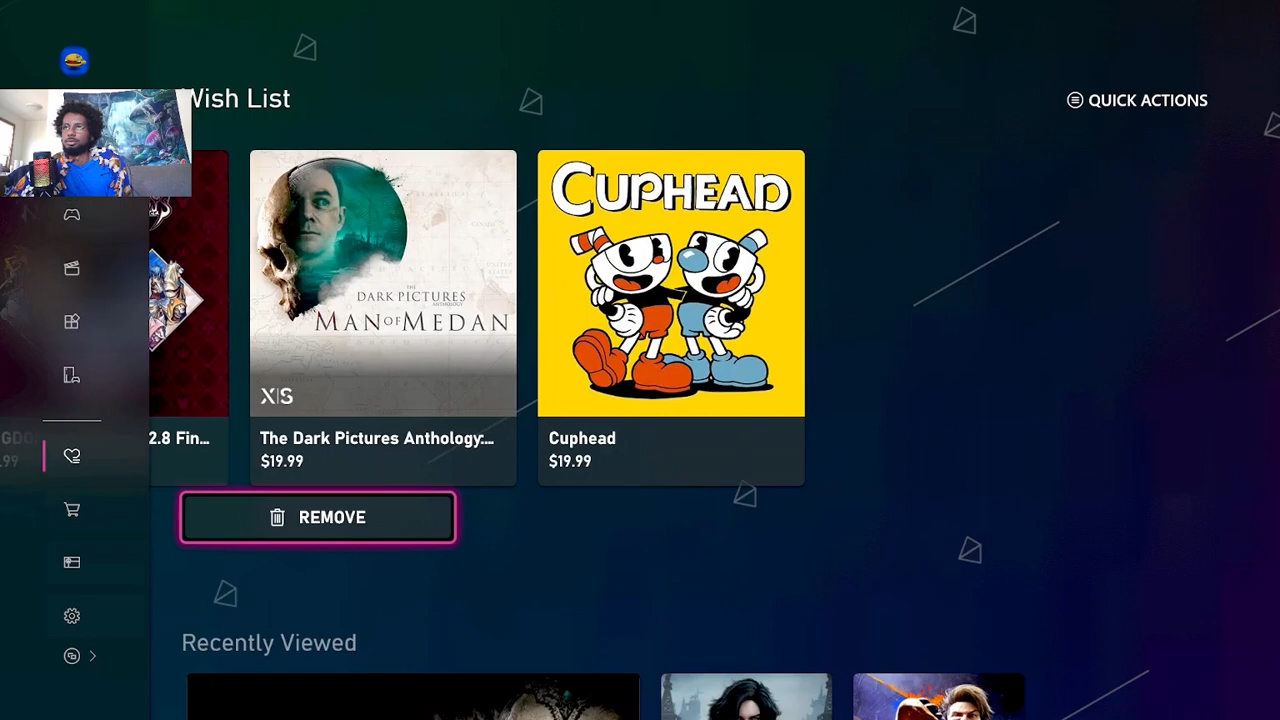 Wish List
QUICK ACTIONS
CUPHEAD
THE
DARK PICTURES
ANTHOLOGY
MAN OF MEDAN
X|S
2.8 Fin...
The Dark Pictures Anthology:...
Cuphead
.99
$19.99
$19.99
REMOVE
Recently Viewed